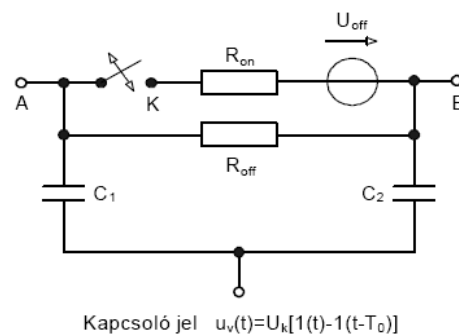 U_off
R_on
A
K
B
R_off
C_1
C_2
Kapcsoló jel u_v(t)=U_k[1(t)-1(t-T_0)]